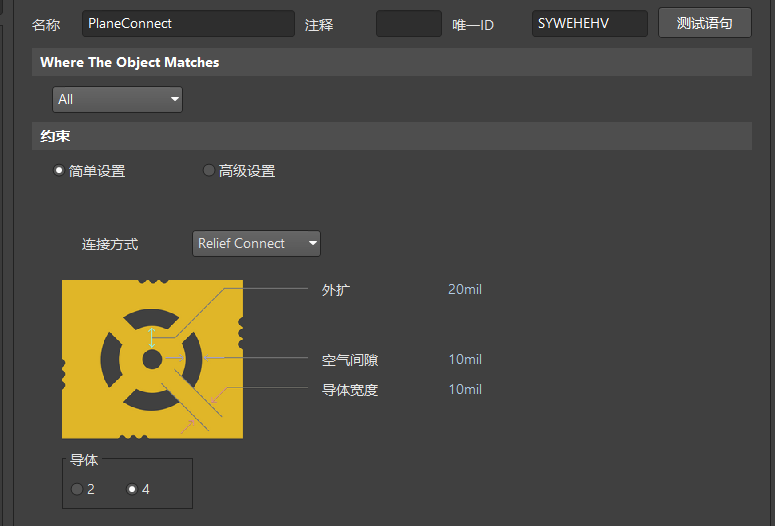 名称 PlaneConnect 注释 唯一ID SYWEHEHV 测试语句
Where The Object Matches
All
约束
简单设置 高级设置
连接方式 Relief Connect
外扩 20mil
空气间隙 10mil
导体宽度 10mil
导体
2 4